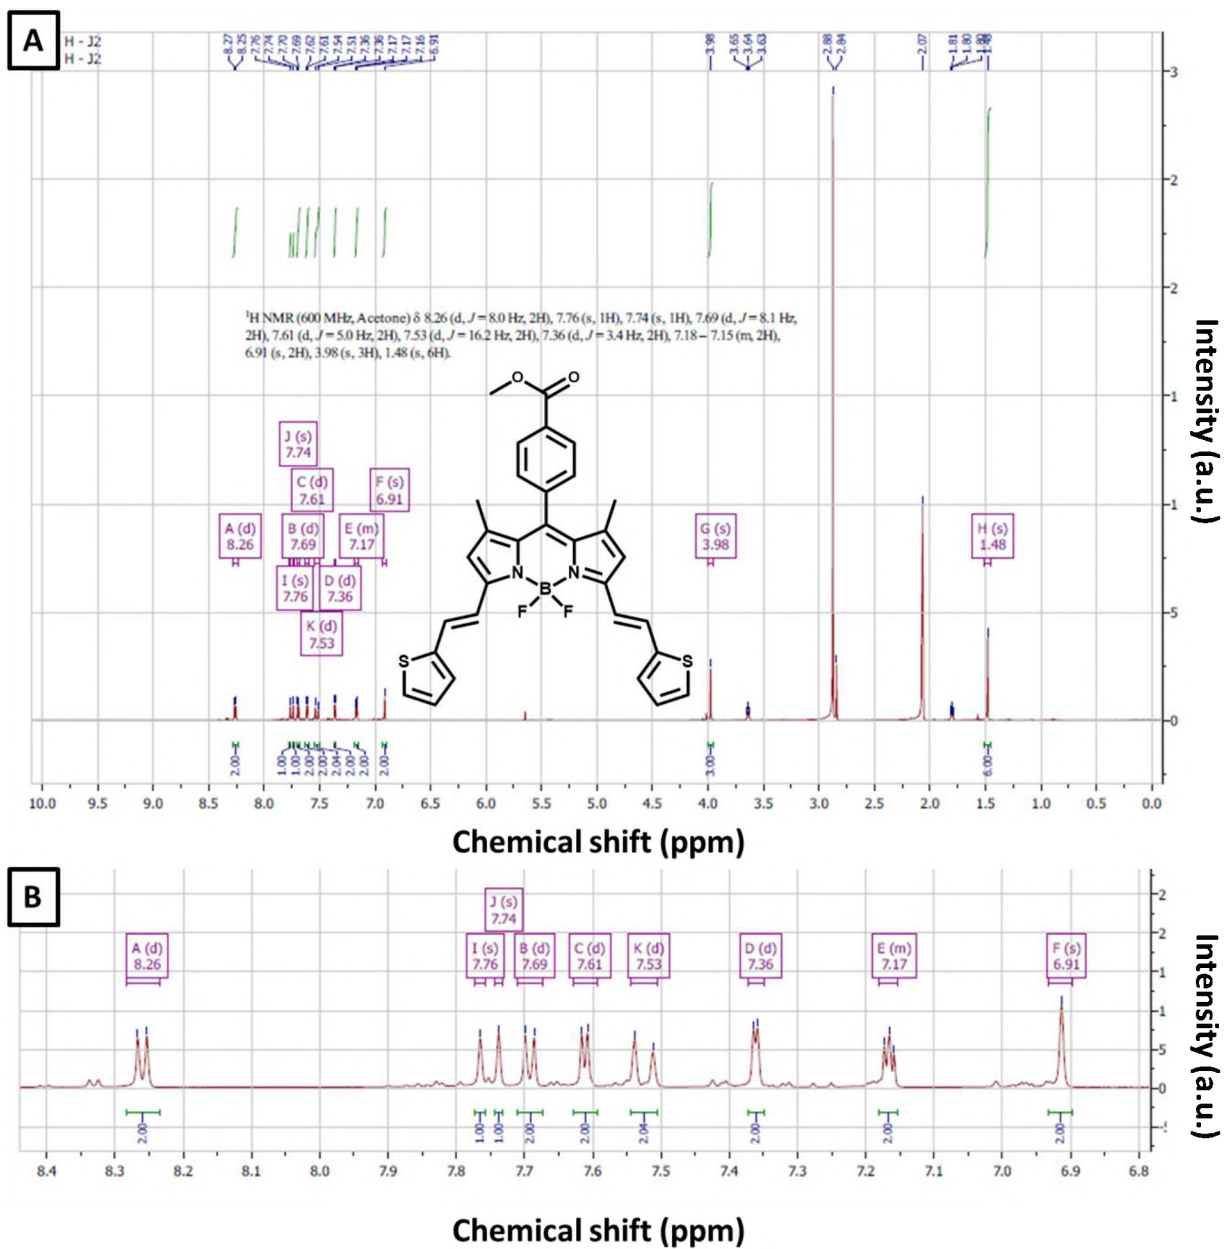 A
H - J2
H - J2
8.27
8.25
7.76
7.74
7.70
7.69
7.62
7.61
7.54
7.51
7.36
7.36
7.17
7.17
7.16
6.91
3.98
3.65
3.64
3.63
2.88
2.84
2.07
1.81
1.80
1.48
3
2
2
1
1
5
0
Intensity (a.u.)
¹H NMR (600 MHz, Acetone) δ 8.26 (d, J = 8.0 Hz, 2H), 7.76 (s, 1H), 7.74 (s, 1H), 7.69 (d, J = 8.1 Hz,
2H), 7.61 (d, J = 5.0 Hz, 2H), 7.53 (d, J = 16.2 Hz, 2H), 7.36 (d, J = 3.4 Hz, 2H), 7.18 – 7.15 (m, 2H),
6.91 (s, 2H), 3.98 (s, 3H), 1.48 (s, 6H).
O
O
N
N
B
F
F
S
S
J (s)
7.74
C (d)
7.61
F (s)
6.91
A (d)
8.26
B (d)
7.69
E (m)
7.17
G (s)
3.98
H (s)
1.48
I (s)
7.76
D (d)
7.36
K (d)
7.53
2.00
1.00
1.00
2.00
2.00
2.04
2.00
2.00
2.00
3.00
6.00
10.0 9.5 9.0 8.5 8.0 7.5 7.0 6.5 6.0 5.5 5.0 4.5 4.0 3.5 3.0 2.5 2.0 1.5 1.0 0.5 0.0
Chemical shift (ppm)
B
J (s)
7.74
A (d)
8.26
I (s)
7.76
B (d)
7.69
C (d)
7.61
K (d)
7.53
D (d)
7.36
E (m)
7.17
F (s)
6.91
2
2
1
1
5
0
Intensity (a.u.)
2.00
1.00
1.00
2.00
2.00
2.04
2.00
2.00
2.00
8.4 8.3 8.2 8.1 8.0 7.9 7.8 7.7 7.6 7.5 7.4 7.3 7.2 7.1 7.0 6.9 6.8
Chemical shift (ppm)